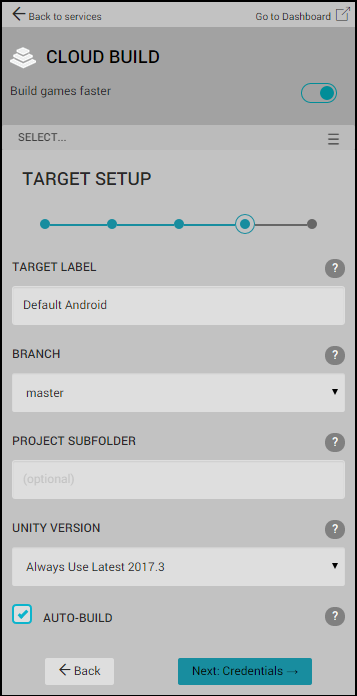 ← Back to services
Go to Dashboard
CLOUD BUILD
Build games faster
SELECT...
TARGET SETUP
TARGET LABEL ?
Default Android
BRANCH ?
master
PROJECT SUBFOLDER ?
(optional)
UNITY VERSION ?
Always Use Latest 2017.3
AUTO-BUILD ?
← Back
Next: Credentials →